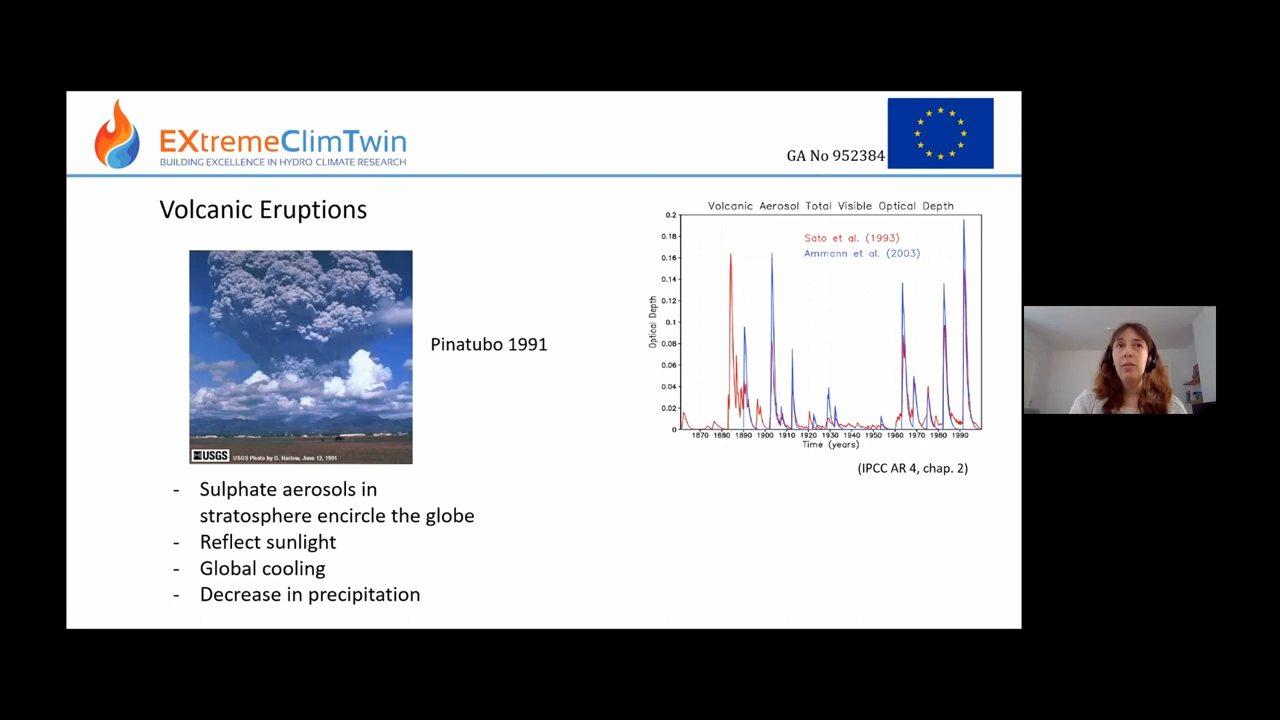 EXtremeClimTwin
BUILDING EXCELLENCE IN HYDRO CLIMATE RESEARCH
GA No 952384
Volcanic Eruptions
USGS
USGS Photo by D. Harlow, June 12, 1991
Pinatubo 1991
- Sulphate aerosols in
stratosphere encircle the globe
- Reflect sunlight
- Global cooling
- Decrease in precipitation
Volcanic Aerosol Total Visible Optical Depth
Sato et al. (1993)
Ammann et al. (2003)
Optical Depth
0.2
0.18
0.16
0.14
0.12
0.1
0.08
0.06
0.04
0.02
0
1870 1880 1890 1900 1910 1920 1930 1940 1950 1960 1970 1980 1990
Time (years)
(IPCC AR 4, chap. 2)